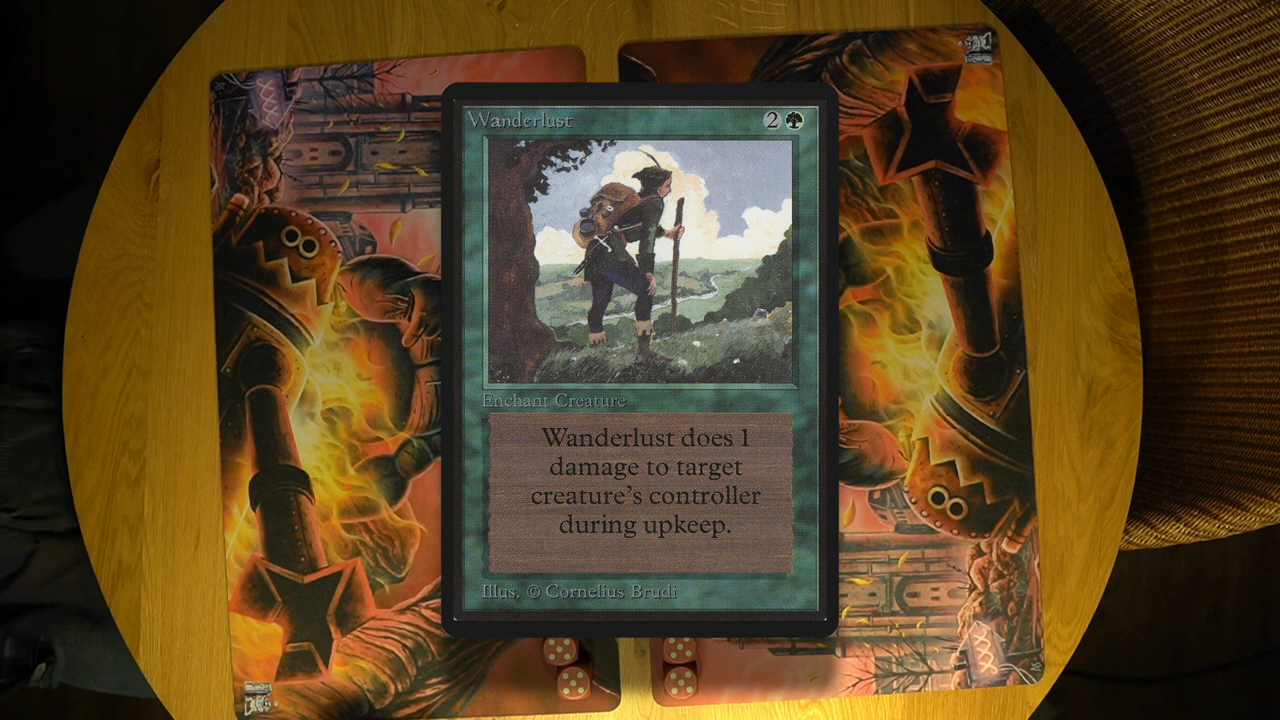 Wanderlust 2
Enchant Creature
Wanderlust does 1
damage to target
creature's controller
during upkeep.
Illus. © Cornelius Brudi